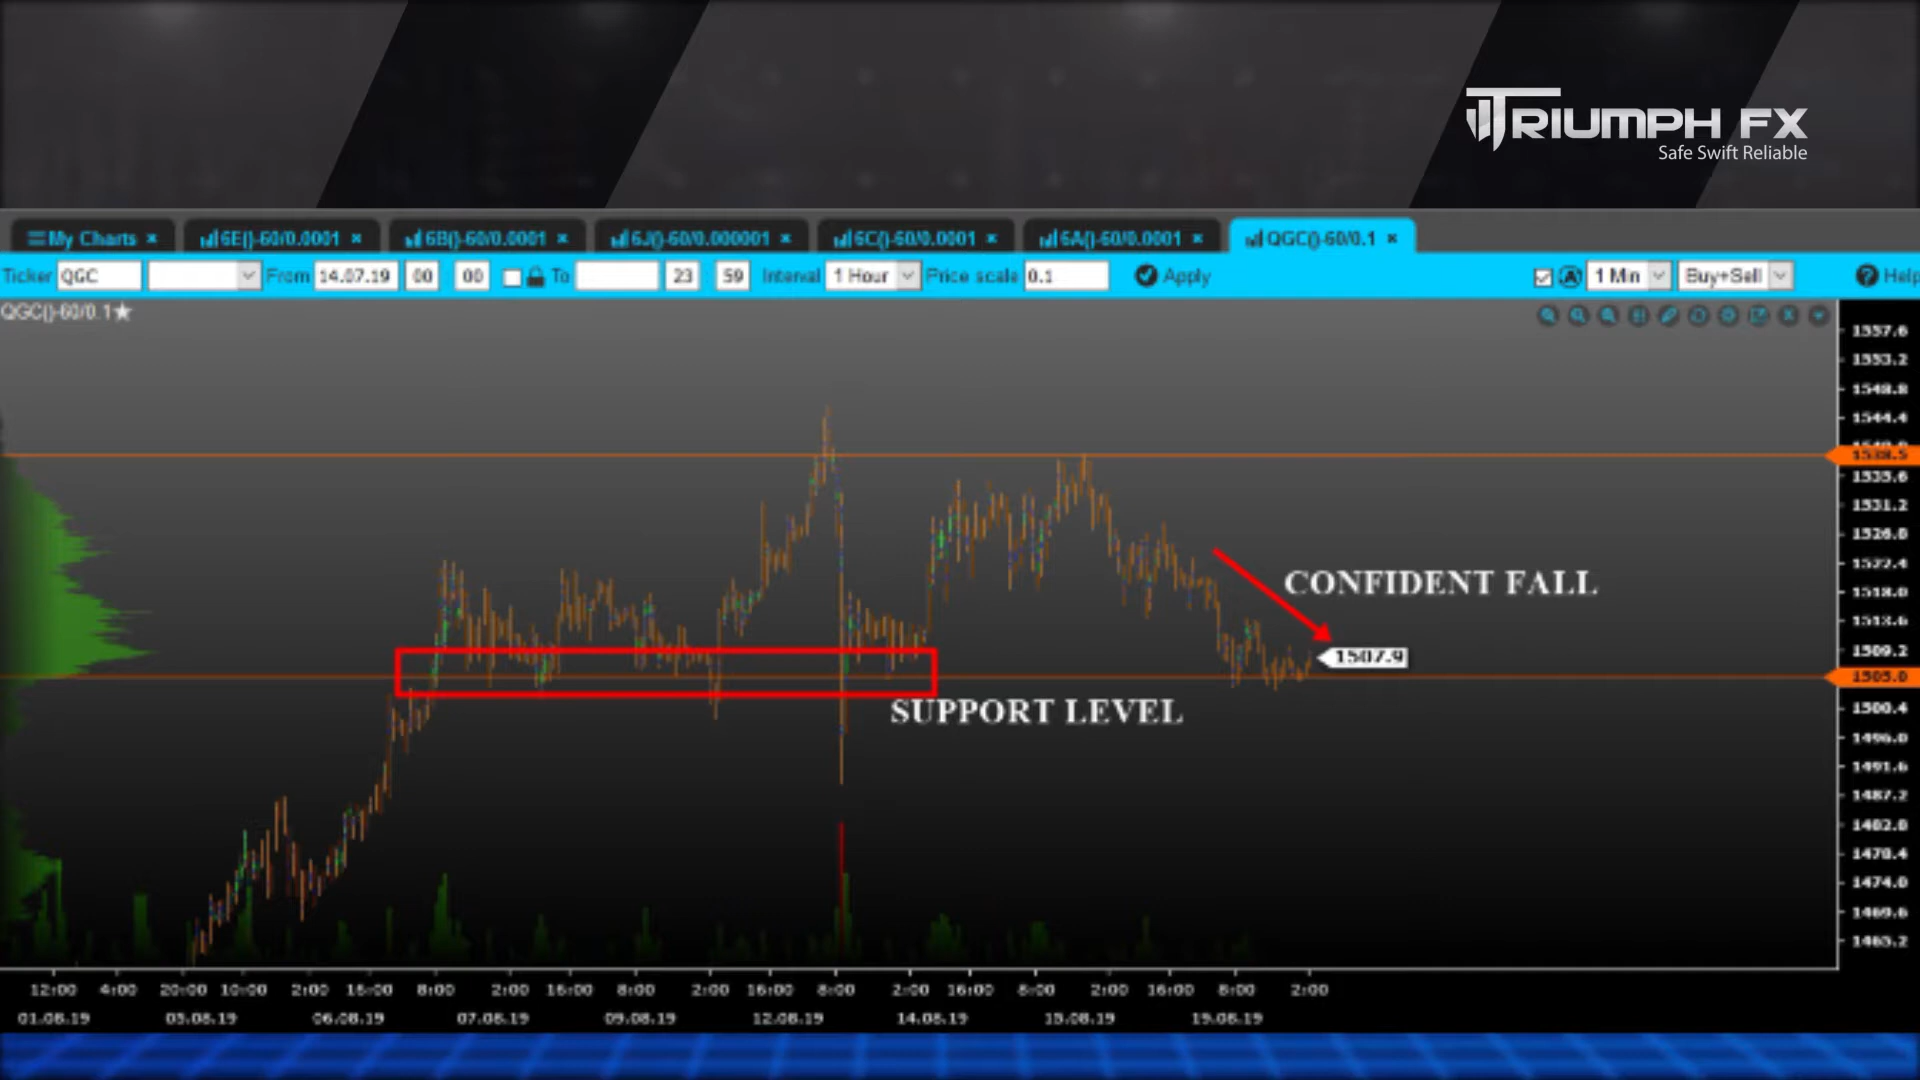 TRIUMPH FX
Safe Swift Reliable
My Charts × 6E()-60/0.0001 × 6B()-60/0.0001 × 6J()-60/0.000001 × 6C()-60/0.0001 × 6A()-60/0.0001 × QGC()-60/0.1 ×
Ticker QGC From 14.07.19 00 00 To 23 59 Interval 1 Hour Price scale 0.1 Apply A 1 Min Buy+Sell Help
QGC()-60/0.1
1557.6
1553.2
1548.8
1544.4
1538.5
1535.6
1531.2
1526.8
1522.4
CONFIDENT FALL
1518.0
1513.6
1509.2
1507.9
1505.0
SUPPORT LEVEL
1500.4
1496.0
1491.6
1487.2
1482.8
1478.4
1474.0
1469.6
1465.2
12:00 4:00 20:00 10:00 2:00 16:00 8:00 2:00 16:00 8:00 2:00 16:00 8:00 2:00 16:00 8:00 2:00 16:00 8:00 2:00
01.08.19 05.08.19 06.08.19 07.08.19 09.08.19 12.08.19 14.08.19 15.08.19 19.08.19